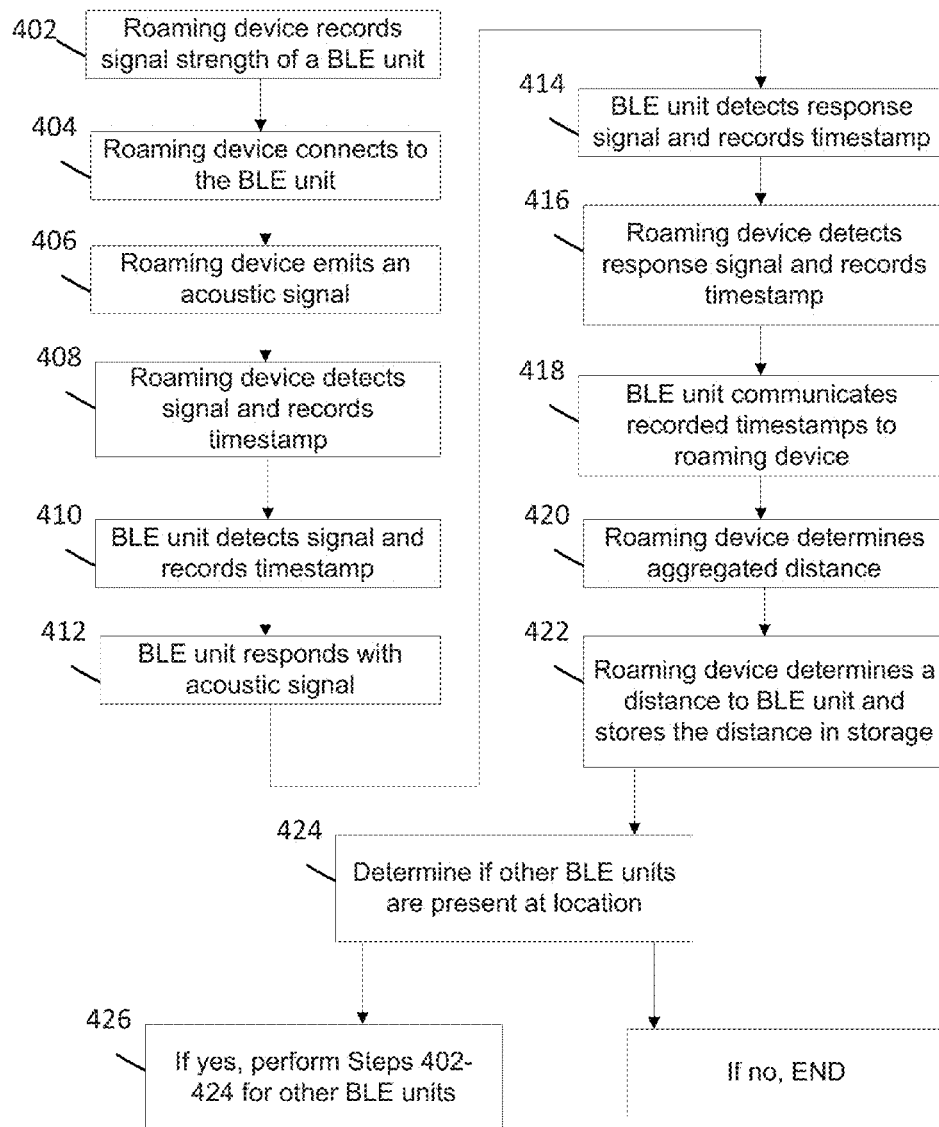 402
Roaming device records
signal strength of a BLE unit
404
Roaming device connects to
the BLE unit
406
Roaming device emits an
acoustic signal
408
Roaming device detects
signal and records
timestamp
410
BLE unit detects signal and
records timestamp
412
BLE unit responds with
acoustic signal
414
BLE unit detects response
signal and records timestamp
416
Roaming device detects
response signal and records
timestamp
418
BLE unit communicates
recorded timestamps to
roaming device
420
Roaming device determines
aggregated distance
422
Roaming device determines a
distance to BLE unit and
stores the distance in storage
424
Determine if other BLE units
are present at location
426
If yes, perform Steps 402-
424 for other BLE units
If no, END